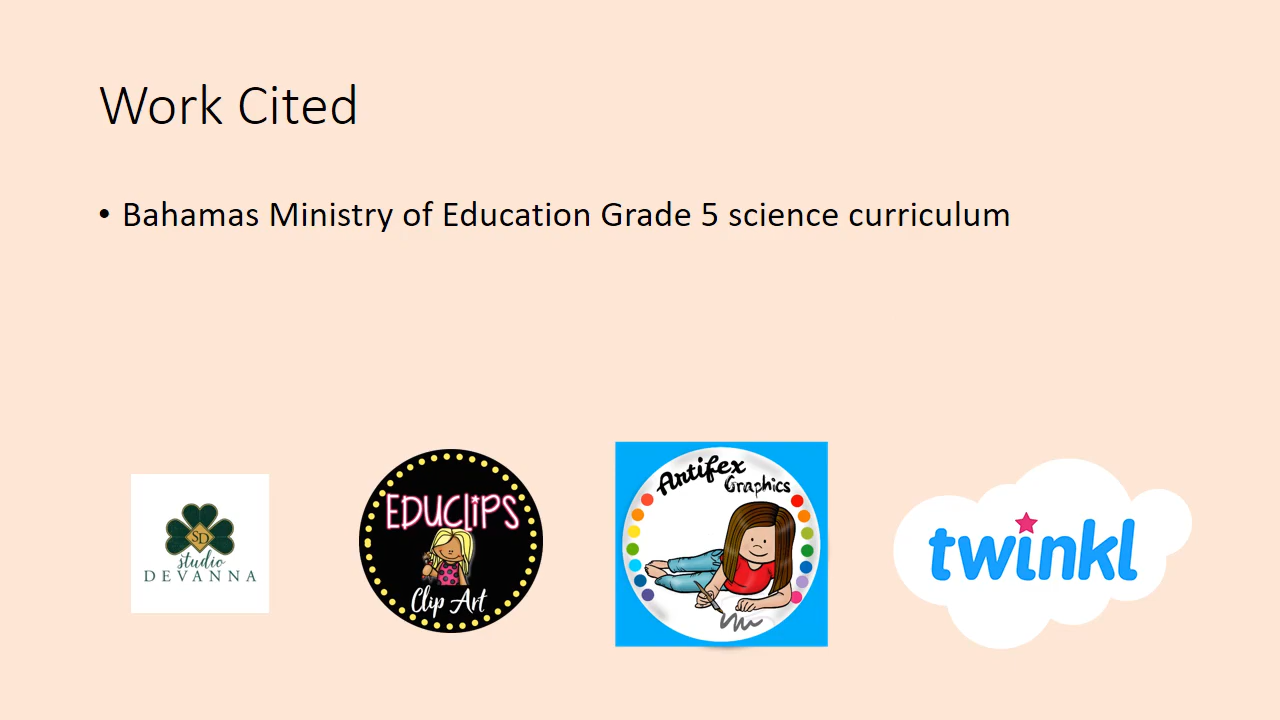 Work Cited
• Bahamas Ministry of Education Grade 5 science curriculum
SD
studio
DEVANNA
EDUCLIPS
Clip Art
Artifex
Graphics
twinkl